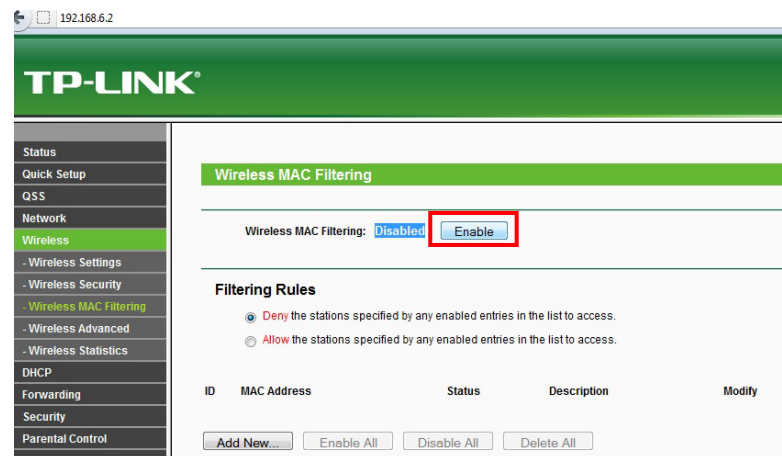 192.168.6.2
TP-LINK®
Status
Quick Setup
QSS
Network
Wireless
- Wireless Settings
- Wireless Security
- Wireless MAC Filtering
- Wireless Advanced
- Wireless Statistics
DHCP
Forwarding
Security
Parental Control
Wireless MAC Filtering
Wireless MAC Filtering: Disabled Enable
Filtering Rules
Deny the stations specified by any enabled entries in the list to access.
Allow the stations specified by any enabled entries in the list to access.
ID MAC Address Status Description Modify
Add New... Enable All Disable All Delete All